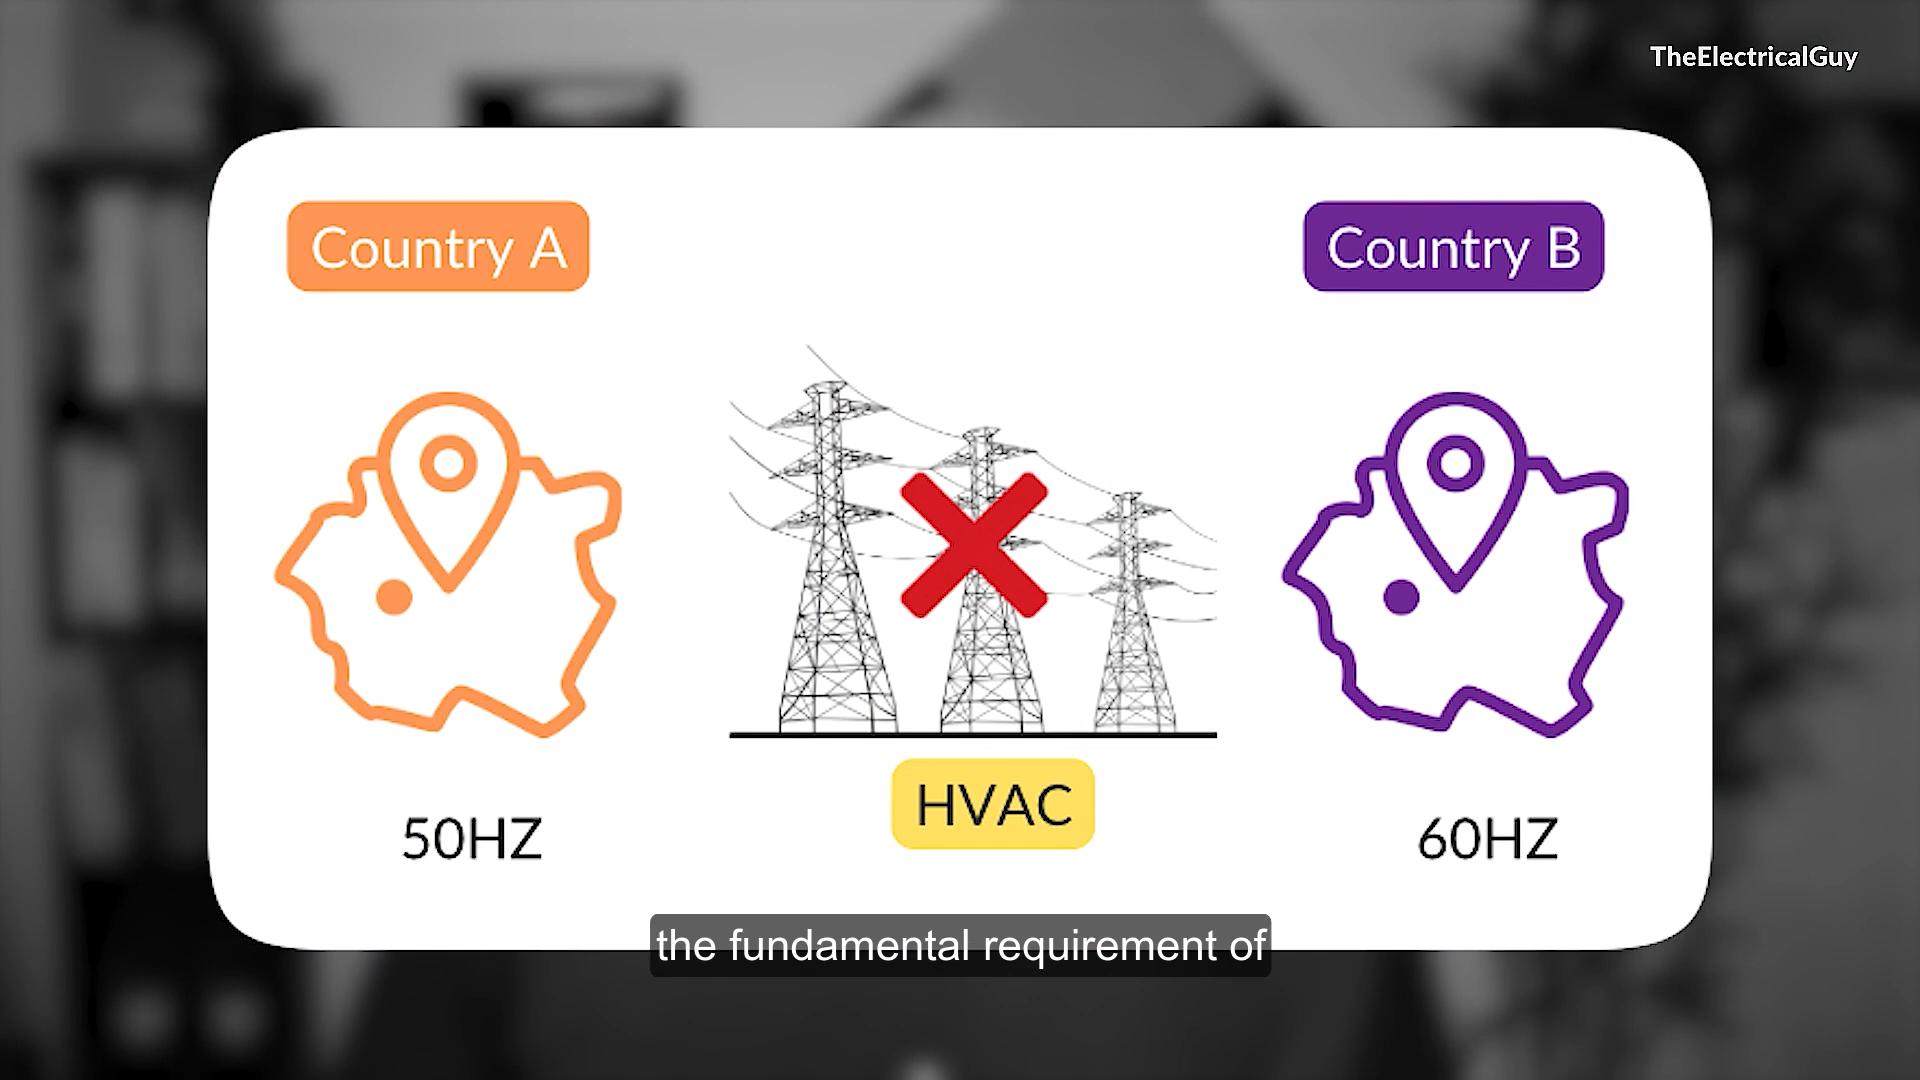 TheElectricalGuy
Country A
Country B
HVAC
50HZ
60HZ
the fundamental requirement of